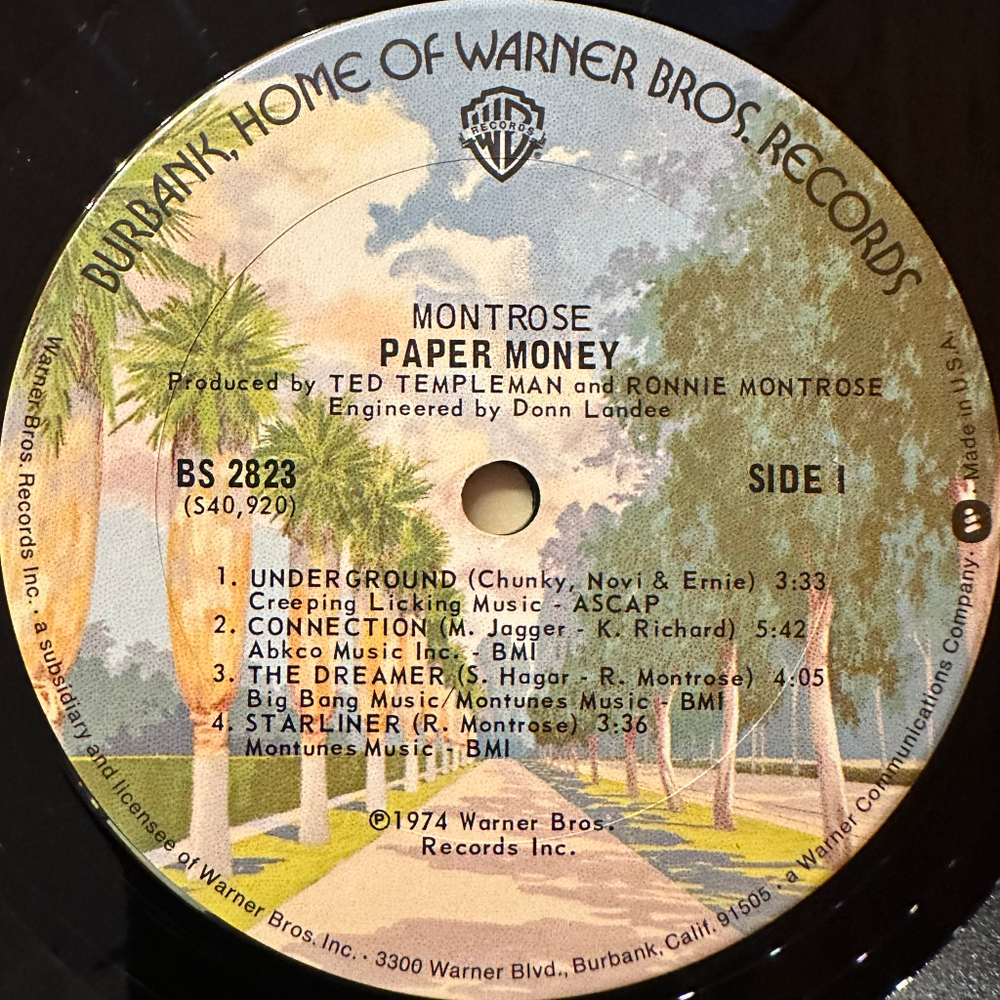 BURBANK, HOME OF WARNER BROS. RECORDS
WB
RECORDS
®
MONTROSE
PAPER MONEY
Produced by TED TEMPLEMAN and RONNIE MONTROSE
Engineered by Donn Landee
BS 2823
(S40,920)
SIDE 1
1. UNDERGROUND (Chunky, Novi & Ernie) 3:33
Creeping Licking Music - ASCAP
2. CONNECTION (M. Jagger - K. Richard) 5:42
Abkco Music Inc. - BMI
3. THE DREAMER (S. Hagar - R. Montrose) 4:05
Big Bang Music/Montunes Music - BMI
4. STARLINER (R. Montrose) 3:36
Montunes Music - BMI
℗1974 Warner Bros.
Records Inc.
Warner Bros. Records Inc. · a subsidiary and licensee of Warner Bros. Inc. · 3300 Warner Blvd., Burbank, Calif. 91505 · a Warner Communications Company · Made in U.S.A.